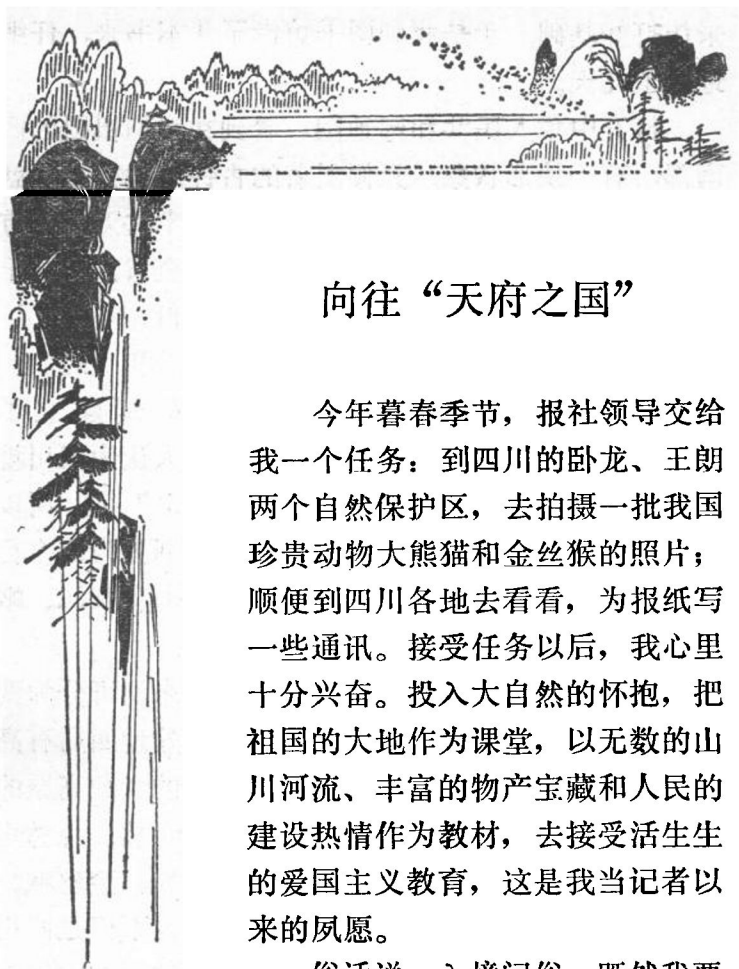 向往“天府之国”
今年暮春季节，报社领导交给
我一个任务：到四川的卧龙、王朗
两个自然保护区，去拍摄一批我国
珍贵动物大熊猫和金丝猴的照片；
顺便到四川各地去看看，为报纸写
一些通讯。接受任务以后，我心里
十分兴奋。投入大自然的怀抱，把
祖国的大地作为课堂，以无数的山
川河流、丰富的物产宝藏和人民的
建设热情作为教材，去接受活生生
的爱国主义教育，这是我当记者以
来的夙愿。